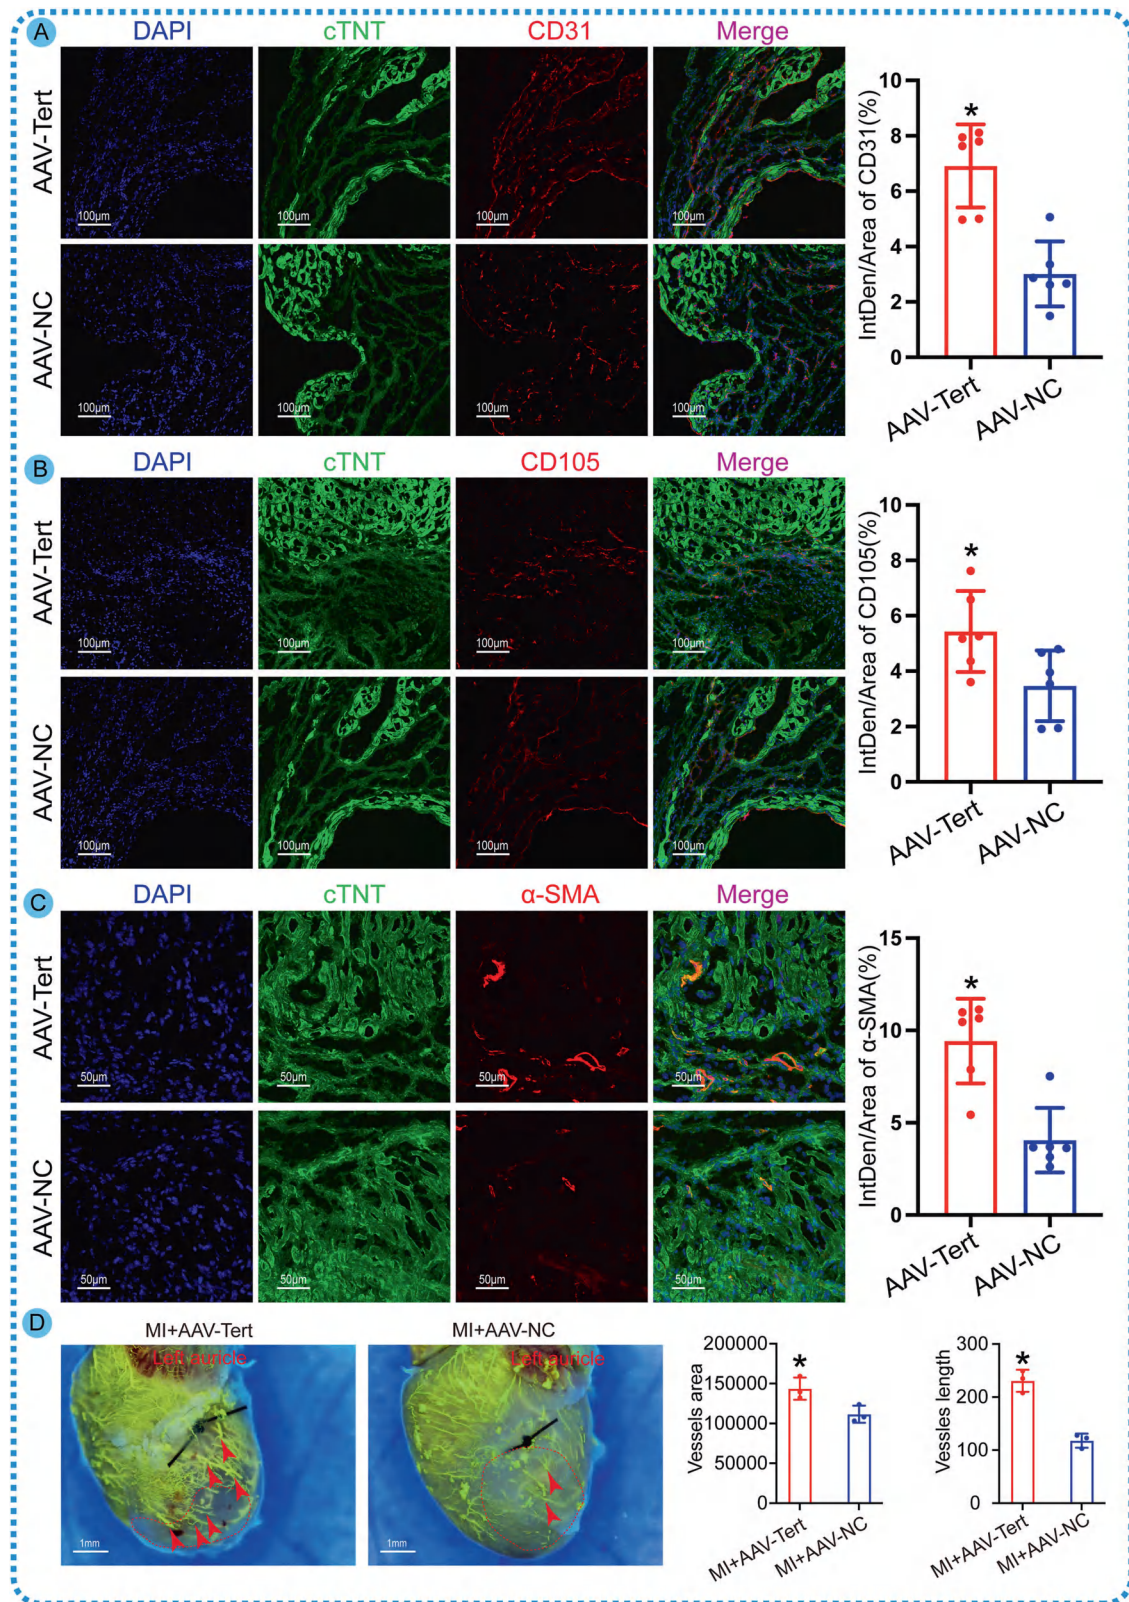 A
DAPI cTNT CD31 Merge
AAV-Tert
100μm 100μm 100μm 100μm
AAV-NC
100μm 100μm 100μm 100μm
IntDen/Area of CD31(%)
10
8
6
4
2
0
*
AAV-Tert AAV-NC
B
DAPI cTNT CD105 Merge
AAV-Tert
100μm 100μm 100μm 100μm
AAV-NC
100μm 100μm 100μm 100μm
IntDen/Area of CD105(%)
10
8
6
4
2
0
*
AAV-Tert AAV-NC
C
DAPI cTNT α-SMA Merge
AAV-Tert
50μm 50μm 50μm 50μm
AAV-NC
50μm 50μm 50μm 50μm
IntDen/Area of α-SMA(%)
15
10
5
0
*
AAV-Tert AAV-NC
D
MI+AAV-Tert MI+AAV-NC
Left auricle Left auricle
1mm 1mm
Vessels area
200000
150000
100000
50000
0
*
MI+AAV-Tert MI+AAV-NC
Vessles length
300
200
100
0
*
MI+AAV-Tert MI+AAV-NC